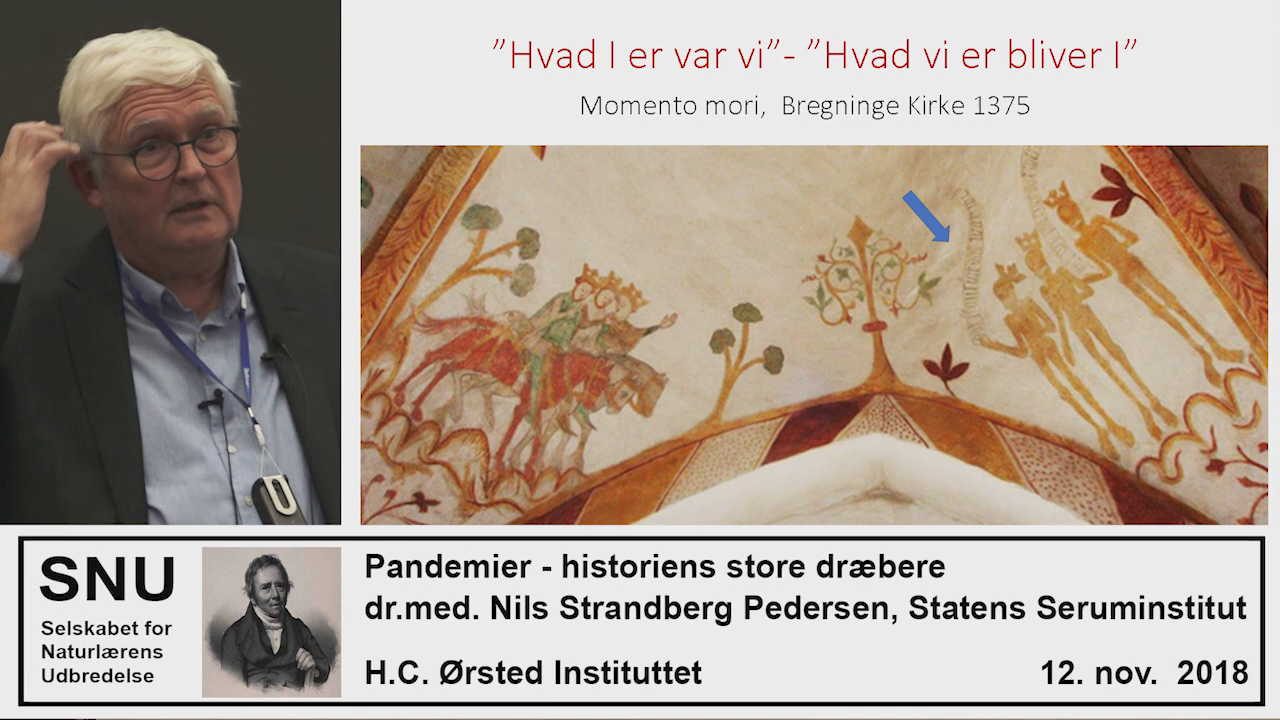 ”Hvad I er var vi”- ”Hvad vi er bliver I”
Momento mori,  Bregninge Kirke 1375
SNU
Selskabet for
Naturlærens
Udbredelse
Pandemier - historiens store dræbere
dr.med. Nils Strandberg Pedersen, Statens Seruminstitut
H.C. Ørsted Instituttet
12. nov.  2018